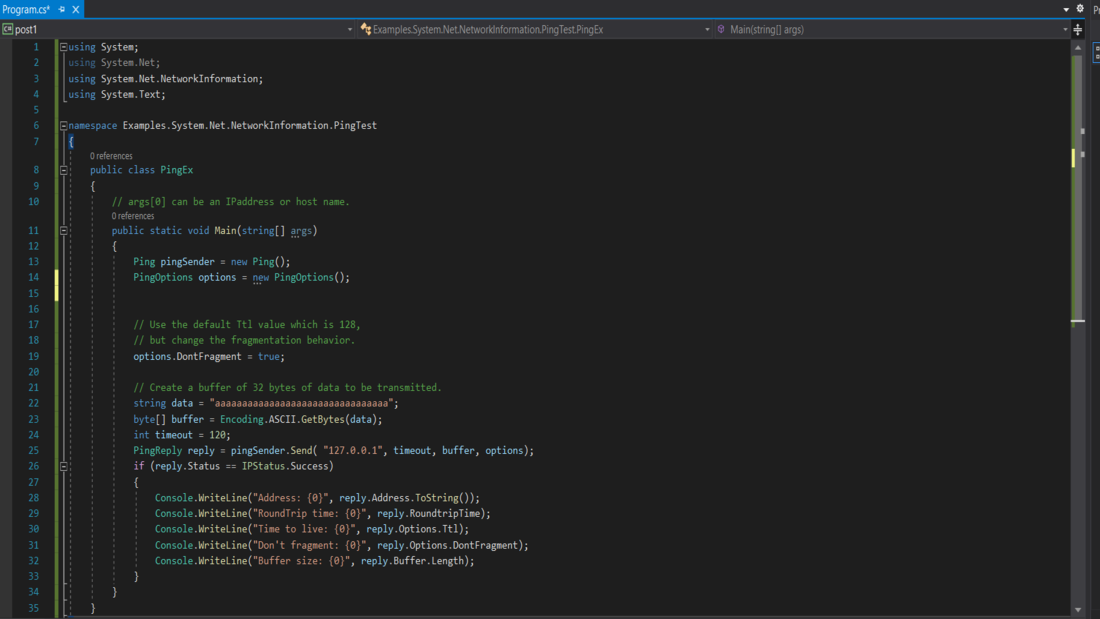 Program.cs*
post1 Examples.System.Net.NetworkInformation.PingTest.PingEx Main(string[] args)
1 using System;
2 using System.Net;
3 using System.Net.NetworkInformation;
4 using System.Text;
5
6 namespace Examples.System.Net.NetworkInformation.PingTest
7 {
0 references
8 public class PingEx
9 {
10 // args[0] can be an IPaddress or host name.
0 references
11 public static void Main(string[] args)
12 {
13 Ping pingSender = new Ping();
14 PingOptions options = new PingOptions();
15
16
17 // Use the default Ttl value which is 128,
18 // but change the fragmentation behavior.
19 options.DontFragment = true;
20
21 // Create a buffer of 32 bytes of data to be transmitted.
22 string data = "aaaaaaaaaaaaaaaaaaaaaaaaaaaaaaaa";
23 byte[] buffer = Encoding.ASCII.GetBytes(data);
24 int timeout = 120;
25 PingReply reply = pingSender.Send( "127.0.0.1", timeout, buffer, options);
26 if (reply.Status == IPStatus.Success)
27 {
28 Console.WriteLine("Address: {0}", reply.Address.ToString());
29 Console.WriteLine("RoundTrip time: {0}", reply.RoundtripTime);
30 Console.WriteLine("Time to live: {0}", reply.Options.Ttl);
31 Console.WriteLine("Don't fragment: {0}", reply.Options.DontFragment);
32 Console.WriteLine("Buffer size: {0}", reply.Buffer.Length);
33 }
34 }
35 }